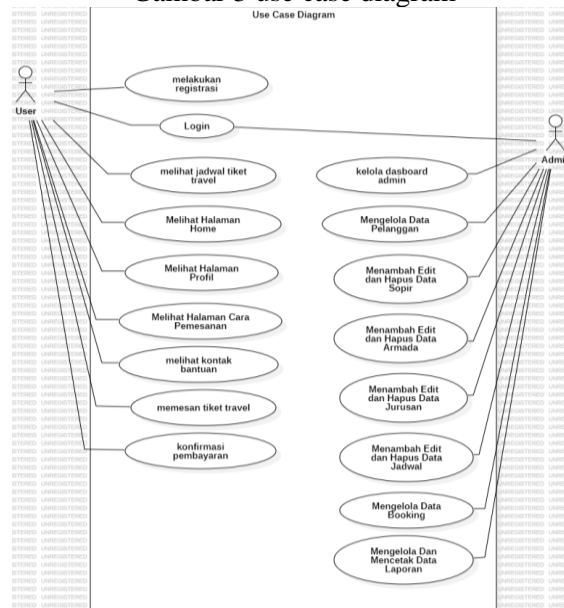 Gambar 3 use case diagram
Use Case Diagram
melakukan
registrasi
User
Login
Admi
melihat jadwal tiket
travel
kelola dasboard
admin
Melihat Halaman
Home
Mengelola Data
Pelanggan
Melihat Halaman
Profil
Menambah Edit
dan Hapus Data
Sopir
Melihat Halaman Cara
Pemesanan
Menambah Edit
dan Hapus Data
Armada
melihat kontak
bantuan
Menambah Edit
dan Hapus Data
Jurusan
memesan tiket travel
konfirmasi
pembayaran
Menambah Edit
dan Hapus Data
Jadwal
Mengelola Data
Booking
Mengelola Dan
Mencetak Data
Laporan